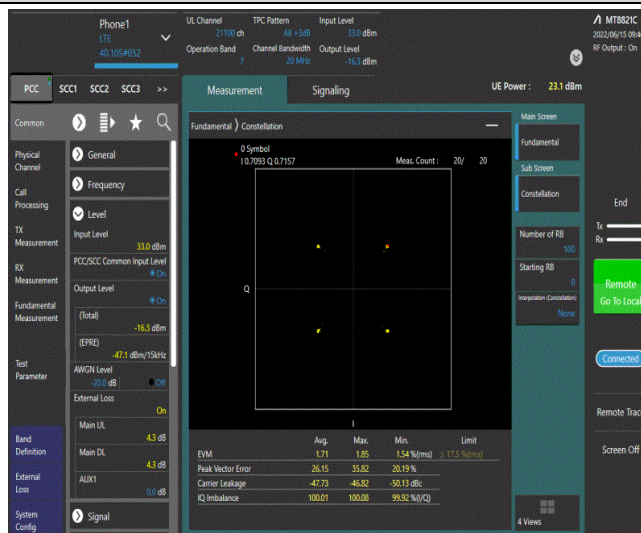 Phone1
LTE
40.10S#052
UL Channel TPC Pattern Input Level
21100 ch All +3dB 33.0 dBm
Operation Band Channel Bandwidth Output Level
7 20 MHz -16.3 dBm
MT8821C
2022/06/15 09:4
RF Output : On
PCC SCC1 SCC2 SCC3 >>
Measurement Signaling
UE Power : 23.1 dBm
Common
Physical
Channel
Call
Processing
TX
Measurement
RX
Measurement
Fundamental
Measurement
Test
Parameter
Band
Definition
External
Loss
System
Config
General
Frequency
Level
Input Level
33.0 dBm
PCC/SCC Common Input Level
On
Output Level
On
(Total)
-16.3 dBm
(EPRE)
-47.1 dBm/15kHz
AWGN Level
-20.0 dB Off
External Loss
On
Main UL
4.3 dB
Main DL
4.3 dB
AUX1
0.0 dB
Signal
Fundamental Constellation
0 Symbol
I 0.7093 Q 0.7157
Meas. Count : 20/ 20
Q
I
Avg. Max. Min. Limit
EVM 1.71 1.85 1.54 %(rms) ≤ 17.5 %(rms)
Peak Vector Error 26.15 35.82 20.19 %
Carrier Leakage -47.73 -46.82 -50.13 dBc
IQ Imbalance 100.01 100.08 99.92 %(I/Q)
Main Screen
Fundamental
Sub Screen
Constellation
Number of RB
100
Starting RB
0
Interpolation (Constellation)
None
4 Views
End
Tx
Rx
Remote
Go To Local
Connected
Remote Trac
Screen Off